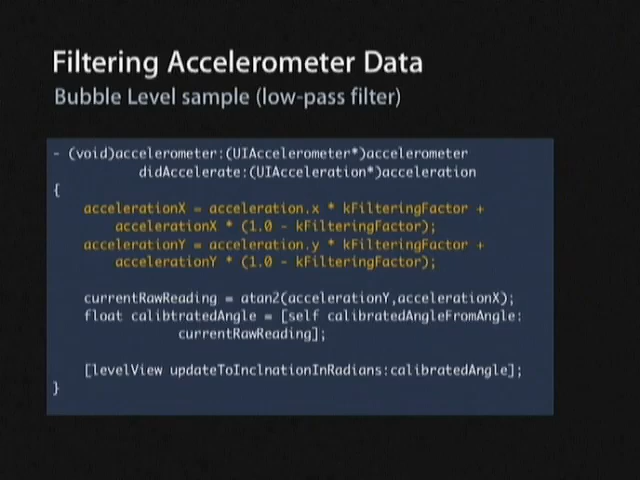 Filtering Accelerometer Data
Bubble Level sample (low-pass filter)
- (void)accelerometer:(UIAccelerometer*)accelerometer
didAccelerate:(UIAcceleration*)acceleration
{
accelerationX = acceleration.x * kFilteringFactor +
accelerationX * (1.0 - kFilteringFactor);
accelerationY = acceleration.y * kFilteringFactor +
accelerationY * (1.0 - kFilteringFactor);
currentRawReading = atan2(accelerationY,accelerationX);
float calibtratedAngle = [self calibratedAngleFromAngle:
currentRawReading];
[levelView updateToInclnationInRadians:calibratedAngle];
}